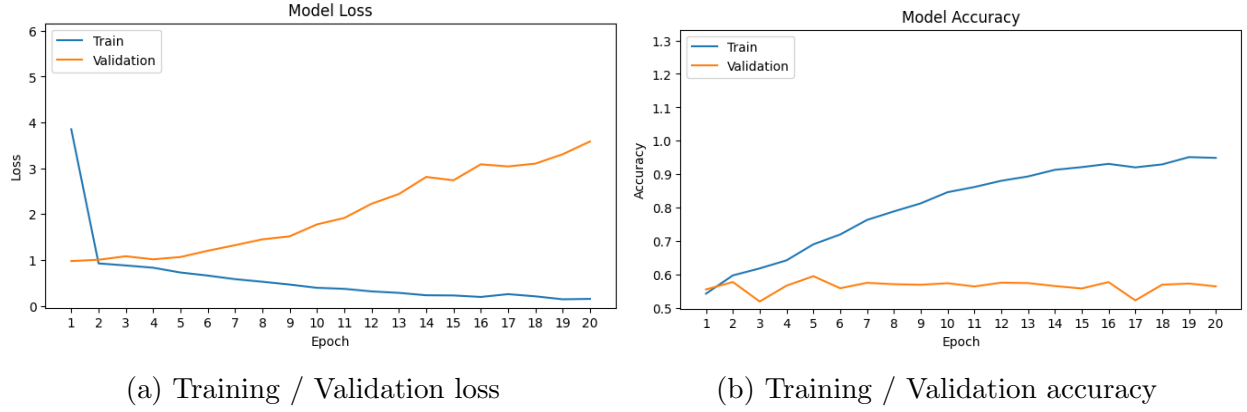 Model Loss
6
5
4
3
2
1
0
Loss
Train
Validation
1 2 3 4 5 6 7 8 9 10 11 12 13 14 15 16 17 18 19 20
Epoch
(a) Training / Validation loss
Model Accuracy
1.3
1.2
1.1
1.0
0.9
0.8
0.7
0.6
0.5
Accuracy
Train
Validation
1 2 3 4 5 6 7 8 9 10 11 12 13 14 15 16 17 18 19 20
Epoch
(b) Training / Validation accuracy